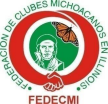 FEDERACION DE CLUBES MICHOACANOS EN ILLINOIS
FEDECMI